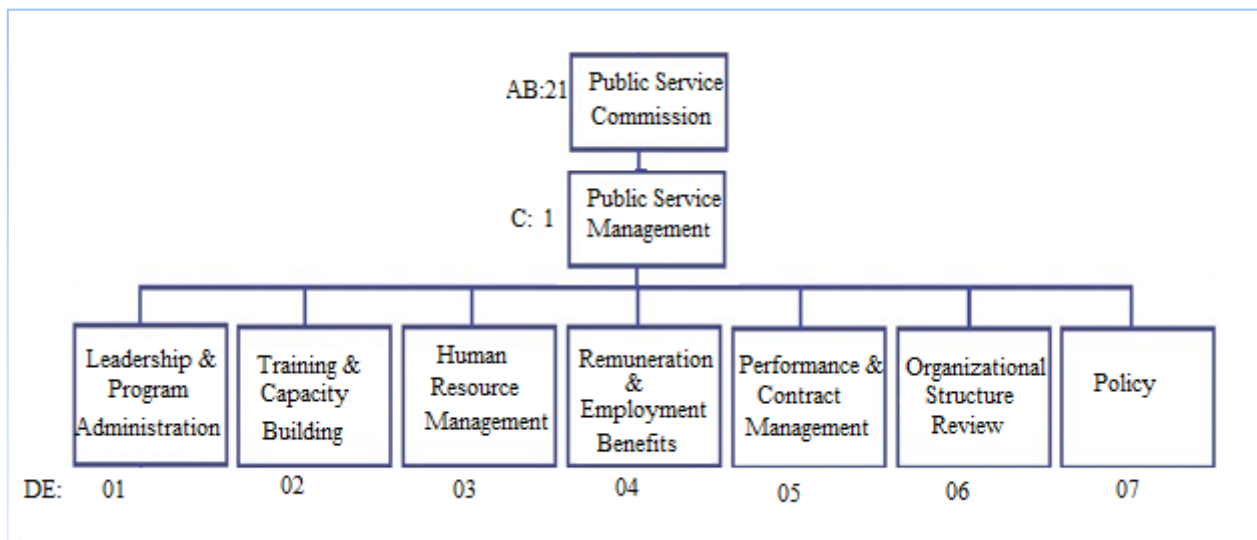 AB:21
Public Service
Commission
C: 1
Public Service
Management
Leadership &
Program
Administration
Training &
Capacity
Building
Human
Resource
Management
Remuneration
&
Employment
Benefits
Performance &
Contract
Management
Organizational
Structure
Review
Policy
DE: 01 02 03 04 05 06 07